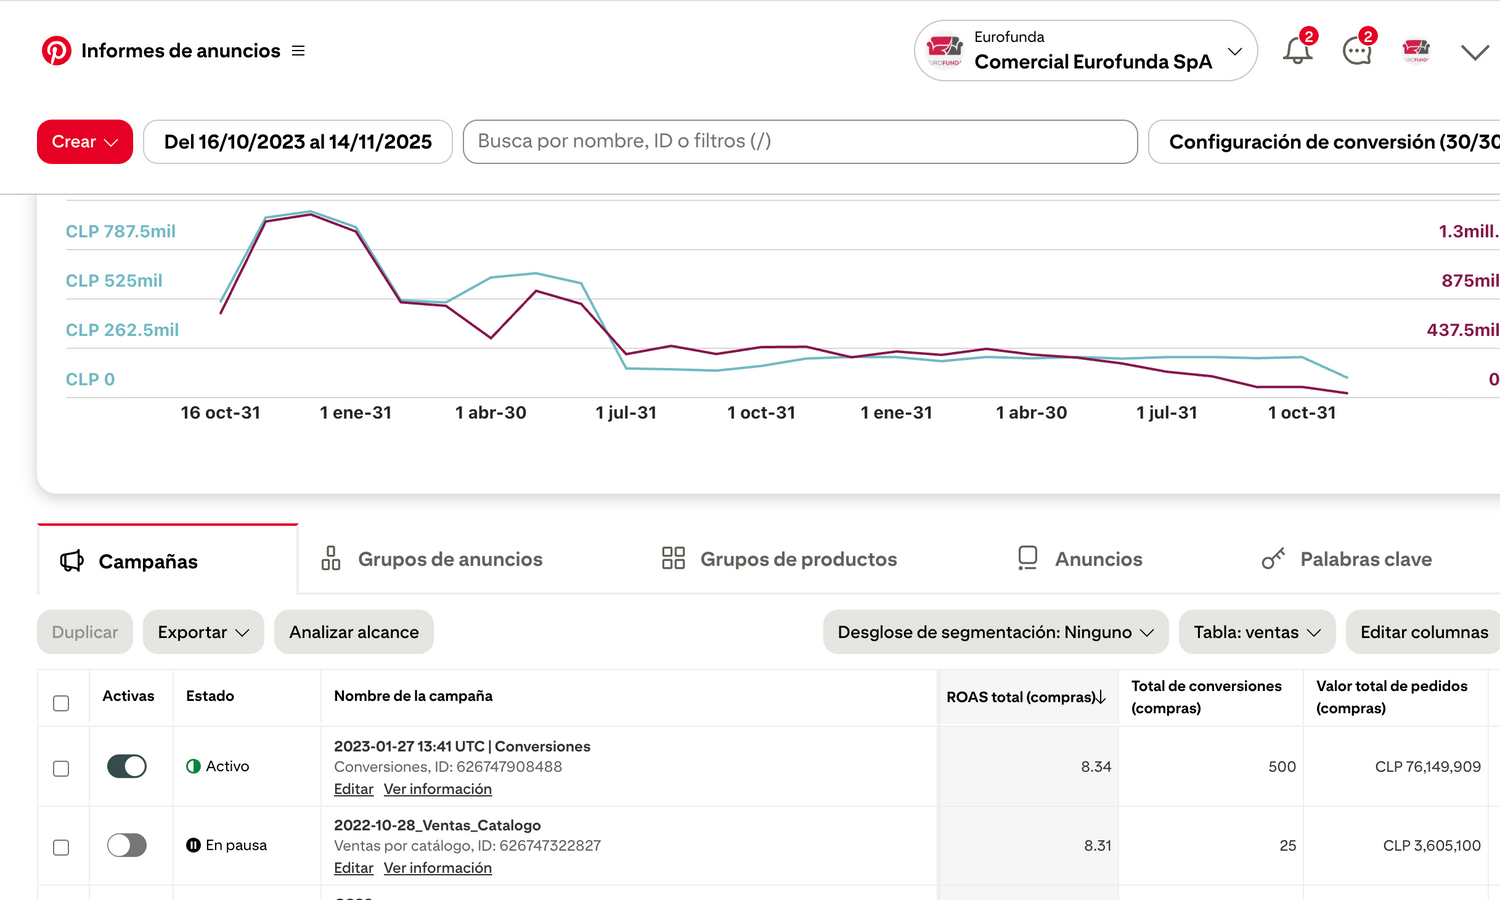 Informes de anuncios
Eurofunda
Comercial Eurofunda SpA
2
2
Crear
Del 16/10/2023 al 14/11/2025
Busca por nombre, ID o filtros (/)
Configuración de conversión (30/30
CLP 787.5mil
1.3mill.
CLP 525mil
875mil
CLP 262.5mil
437.5mil
CLP 0
0
16 oct-31
1 ene-31
1 abr-30
1 jul-31
1 oct-31
1 ene-31
1 abr-30
1 jul-31
1 oct-31
Campañas
Grupos de anuncios
Grupos de productos
Anuncios
Palabras clave
Duplicar
Exportar
Analizar alcance
Desglose de segmentación: Ninguno
Tabla: ventas
Editar columnas
Activas
Estado
Nombre de la campaña
ROAS total (compras)
Total de conversiones
(compras)
Valor total de pedidos
(compras)
2023-01-27 13:41 UTC | Conversiones
Activo
Conversiones, ID: 626747908488
8.34
500
CLP 76,149,909
Editar Ver información
2022-10-28_Ventas_Catalogo
En pausa
Ventas por catálogo, ID: 626747322827
8.31
25
CLP 3,605,100
Editar Ver información